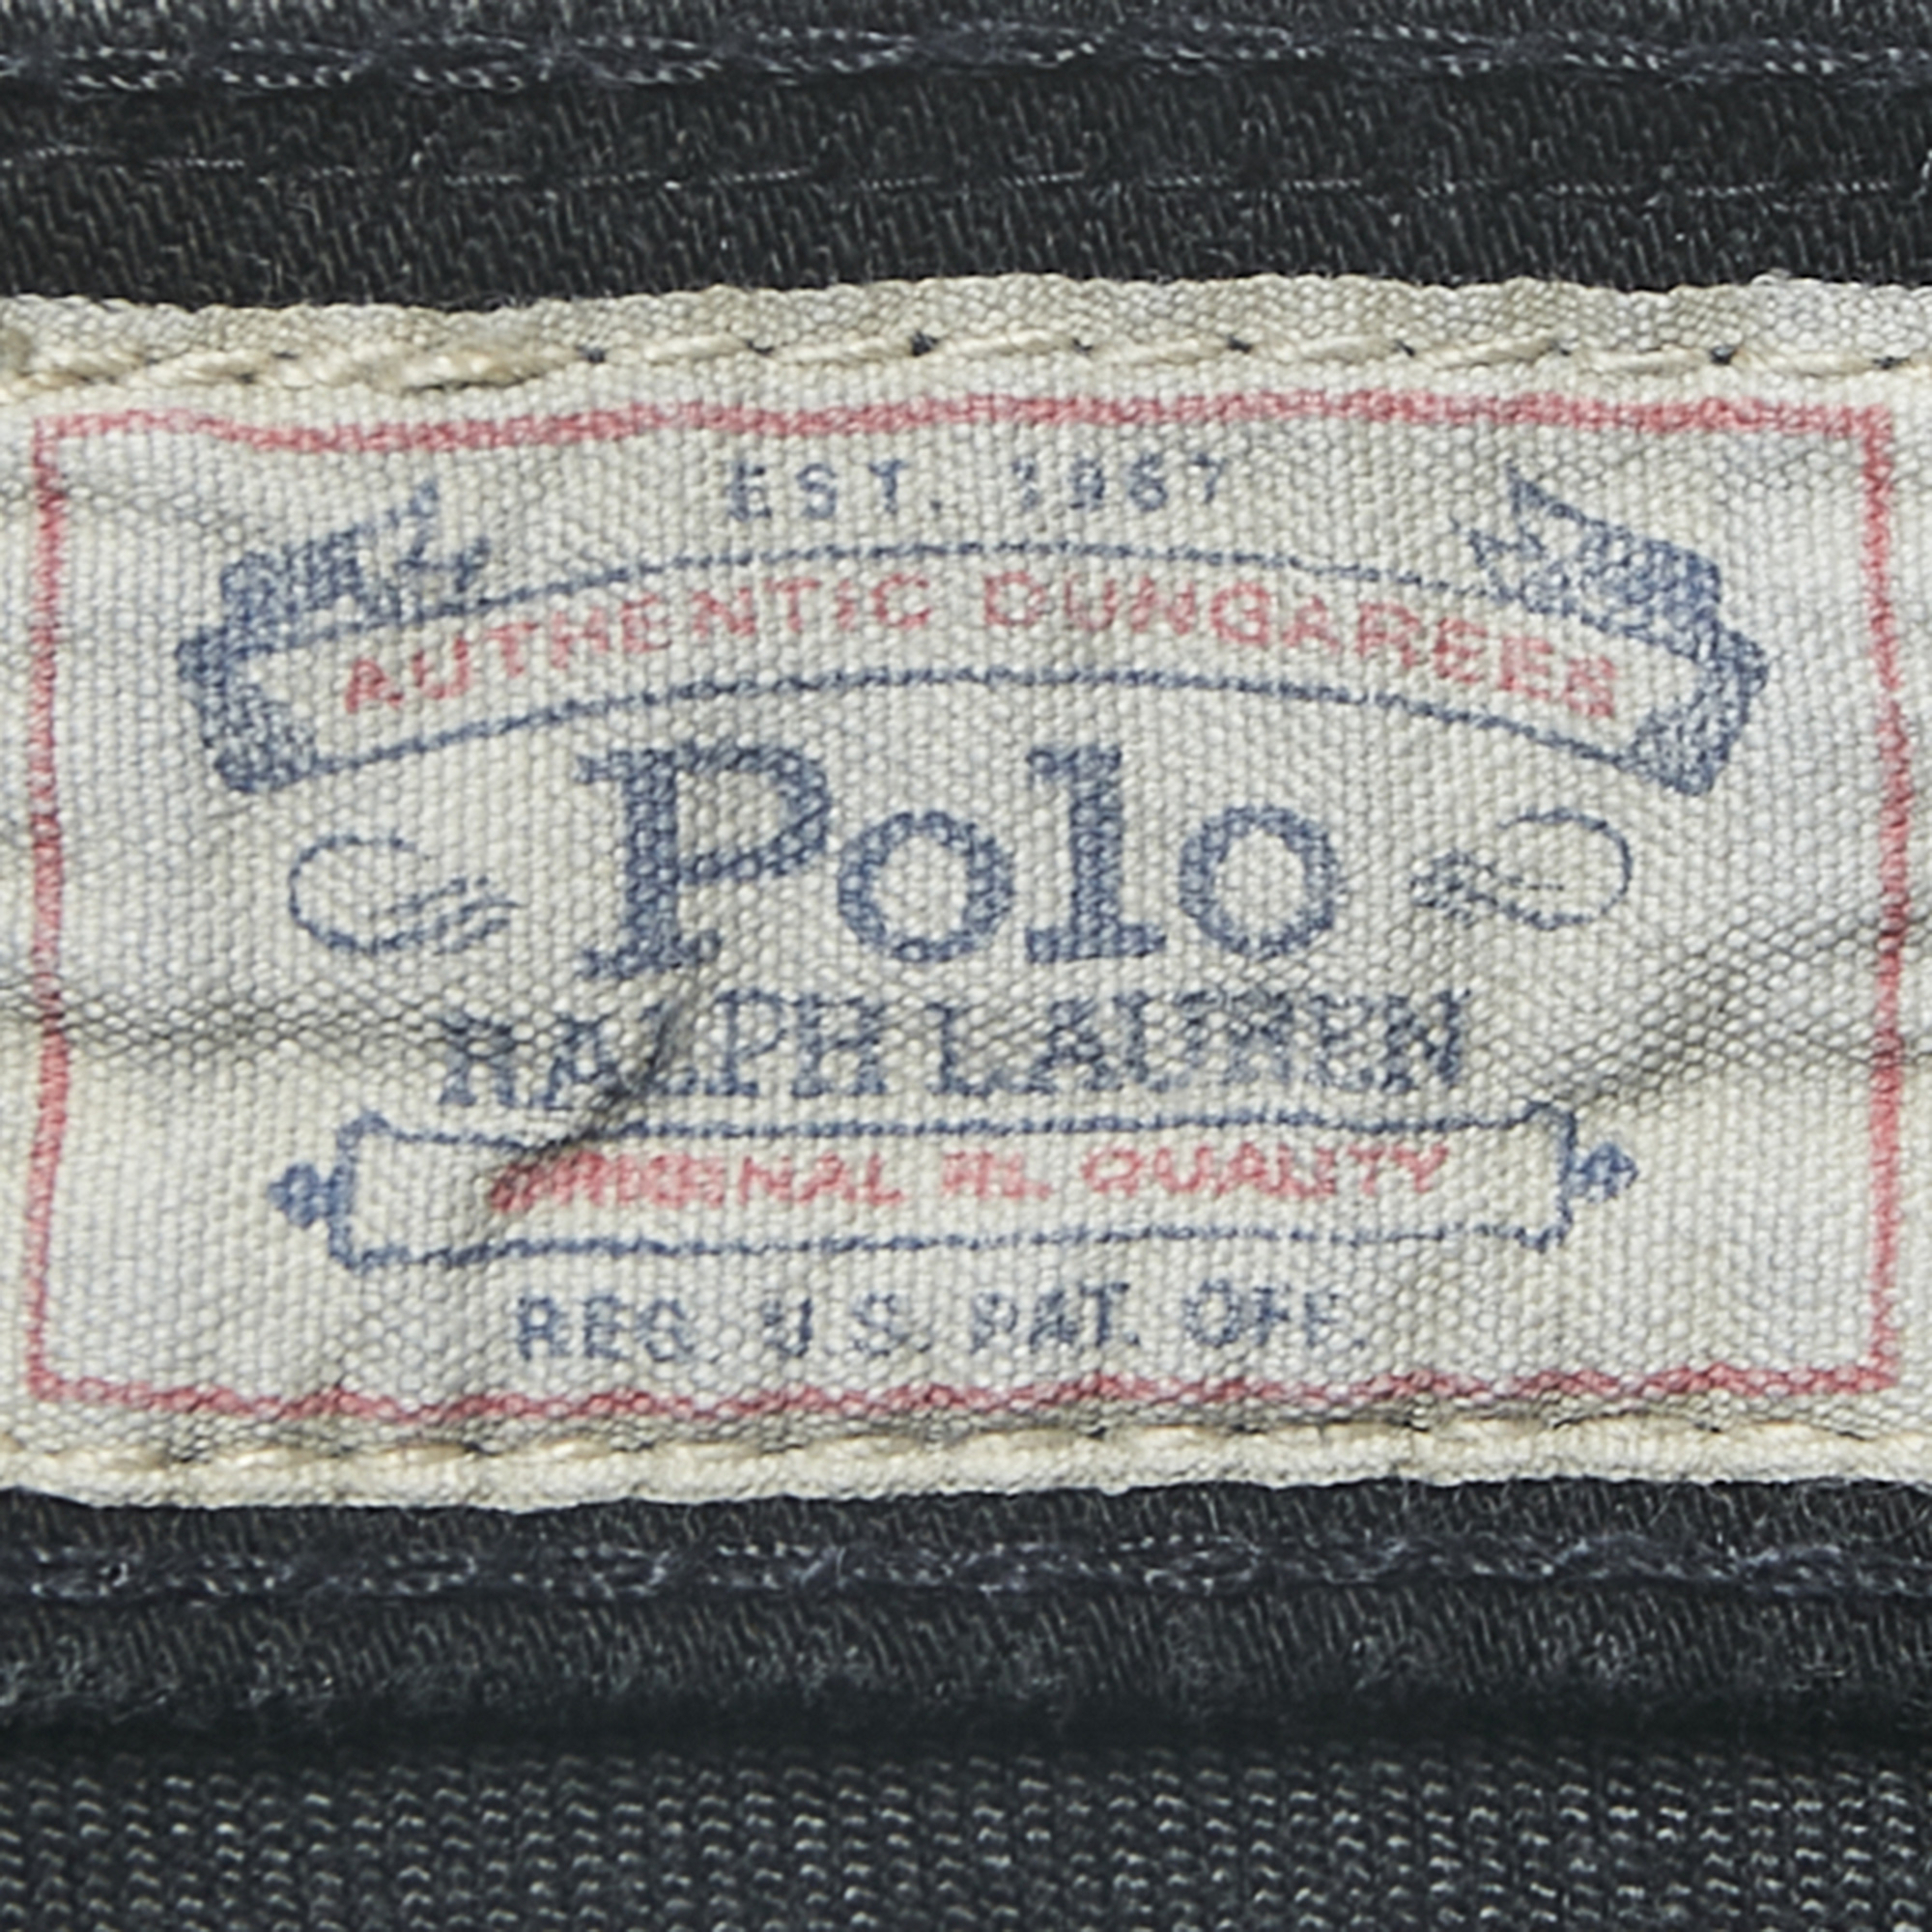 EST. 1967
AUTHENTIC DUNGAREES
Polo
RALPH LAUREN
ORIGINAL RL QUALITY
REG. U.S. PAT. OFF.